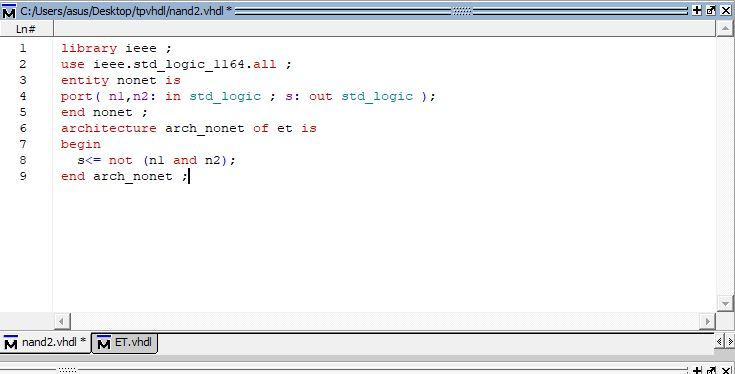 C:/Users/asus/Desktop/tpvhdl/nand2.vhdl *
Ln#
1 library ieee ;
2 use ieee.std_logic_1164.all ;
3 entity nonet is
4 port( n1,n2: in std_logic ; s: out std_logic );
5 end nonet ;
6 architecture arch_nonet of et is
7 begin
8 s<= not (n1 and n2);
9 end arch_nonet ;
nand2.vhdl * ET.vhdl